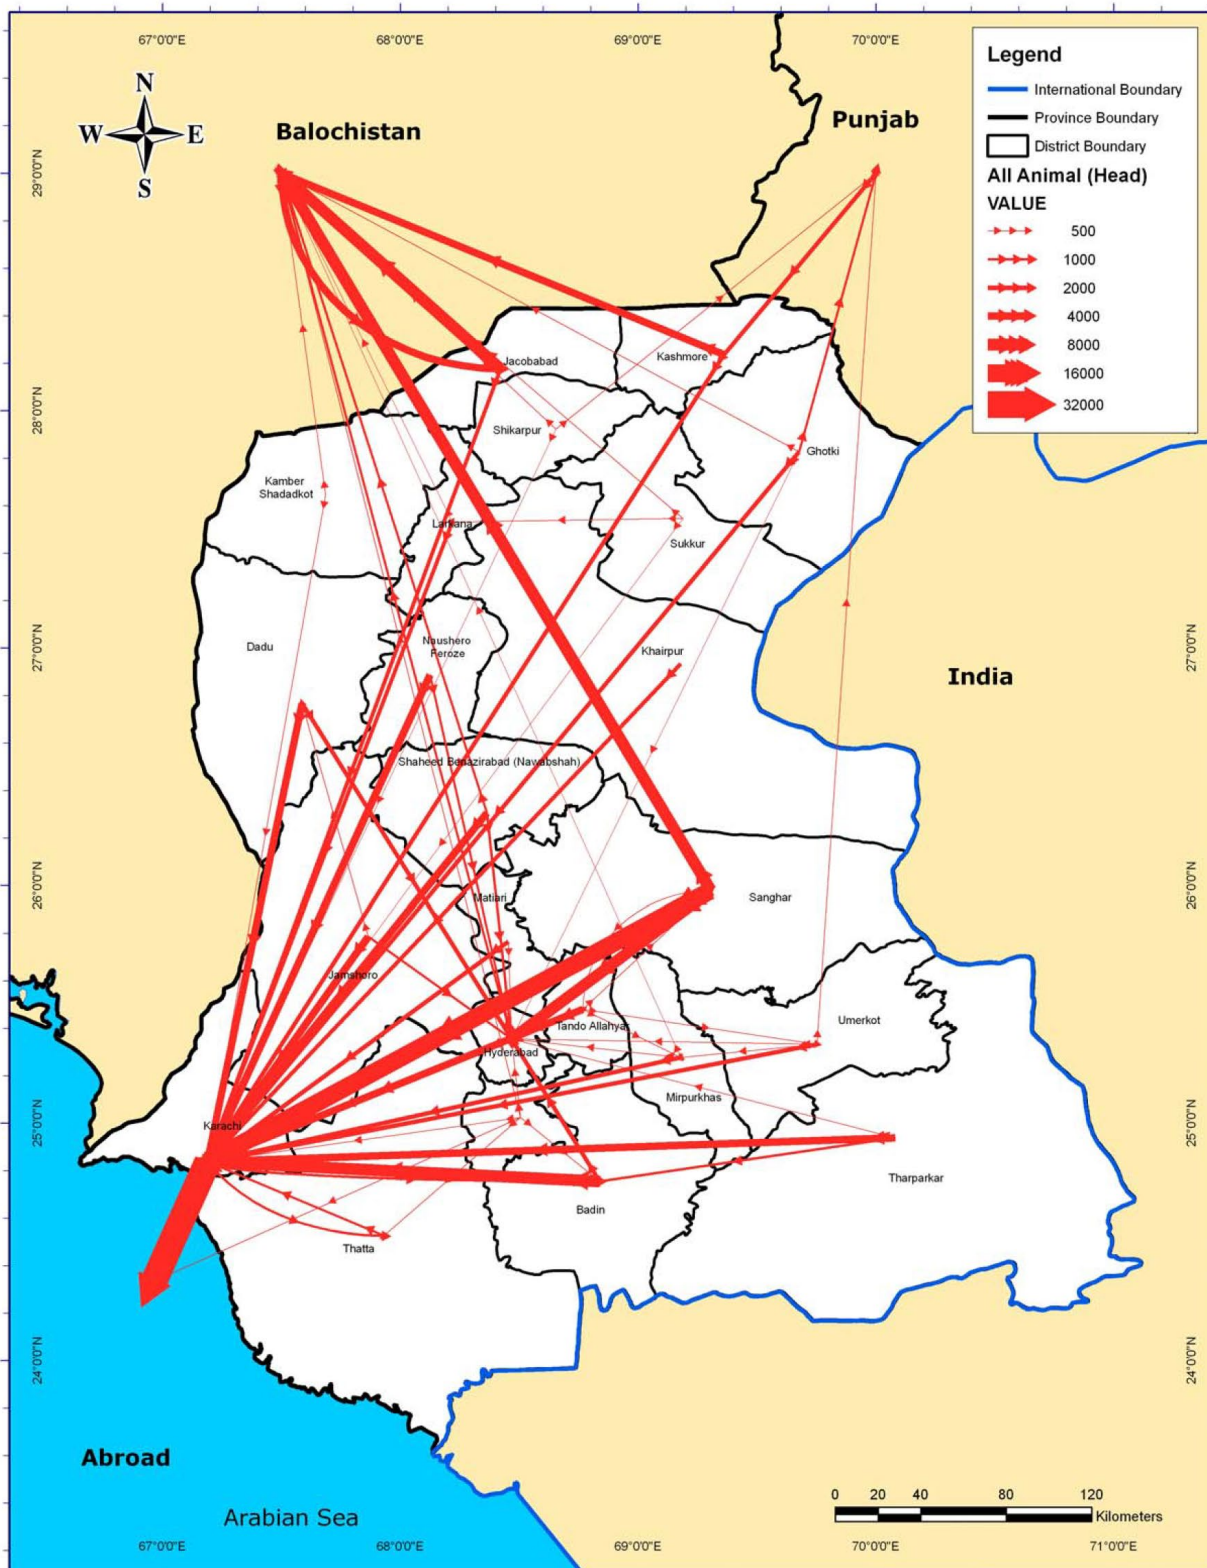 67°0'0"E 68°0'0"E 69°0'0"E 70°0'0"E
Legend
International Boundary
Province Boundary
District Boundary
All Animal (Head)
VALUE
500
1000
2000
4000
8000
16000
32000
N
W E
S
Balochistan
Punjab
29°0'0"N
28°0'0"N
27°0'0"N
26°0'0"N
25°0'0"N
24°0'0"N
Jacobabad
Kashmore
Shikarpur
Ghotki
Kamber
Shadadkot
Larkana
Sukkur
Dadu
Naushero
Feroze
Khairpur
India
27°0'0"N
Shaheed Benazirabad (Nawabshah)
Matiari
Sanghar
26°0'0"N
Jamshoro
Tando Allahyar
Umerkot
Hyderabad
Mirpurkhas
Karachi
25°0'0"N
Tharparkar
Badin
Thatta
24°0'0"N
Abroad
Arabian Sea
0 20 40 80 120
Kilometers
67°0'0"E 68°0'0"E 69°0'0"E 70°0'0"E 71°0'0"E